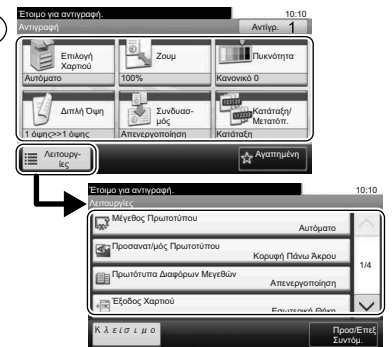 Έτοιμο για αντιγραφή. 10:10
Αντιγραφή Αντίγρ. 1
Επιλογή
Χαρτιού
Αυτόματο
Ζουμ
100%
Πυκνότητα
Κανονικό 0
Διπλή Όψη
1 όψης>>1 όψης
Συνδυασ-
μός
Απενεργοποίηση
Κατάταξη/
Μετατόπ.
Κατάταξη
Λειτουργ-
ίες
Αγαπημένη
Έτοιμο για αντιγραφή. 10:10
Λειτουργίες
Μέγεθος Πρωτοτύπου
Αυτόματο
Προσανατ/μός Πρωτοτύπου
Κορυφή Πάνω Άκρου
Πρωτότυπα Διαφόρων Μεγεθών
Απενεργοποίηση
Έξοδος Χαρτιού
Εσωτερική Θήκη
1/4
Κλείσιμο
Προσ/Επεξ
Συντόμ.